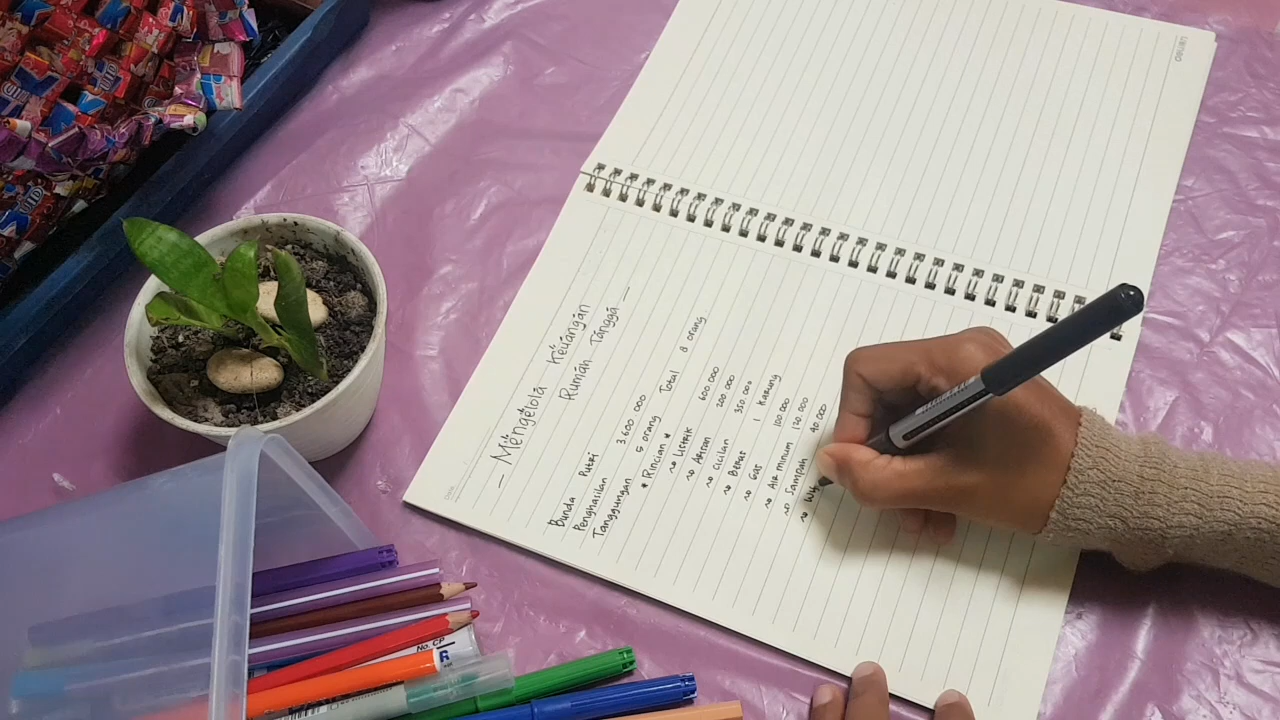 — Mengelola Keuangan
Rumah Tangga —
Bunda Putri
Penghasilan 3.600 000
Tanggungan 5 orang Total 8 orang
* Rincian *
~> Listrik 600.000
~> Arisan 200.000
~> Cicilan 350.000
~> Beras 1 Karung
~> Gas 100.000
~> Air minum 120.000
~> Sampah 40.000